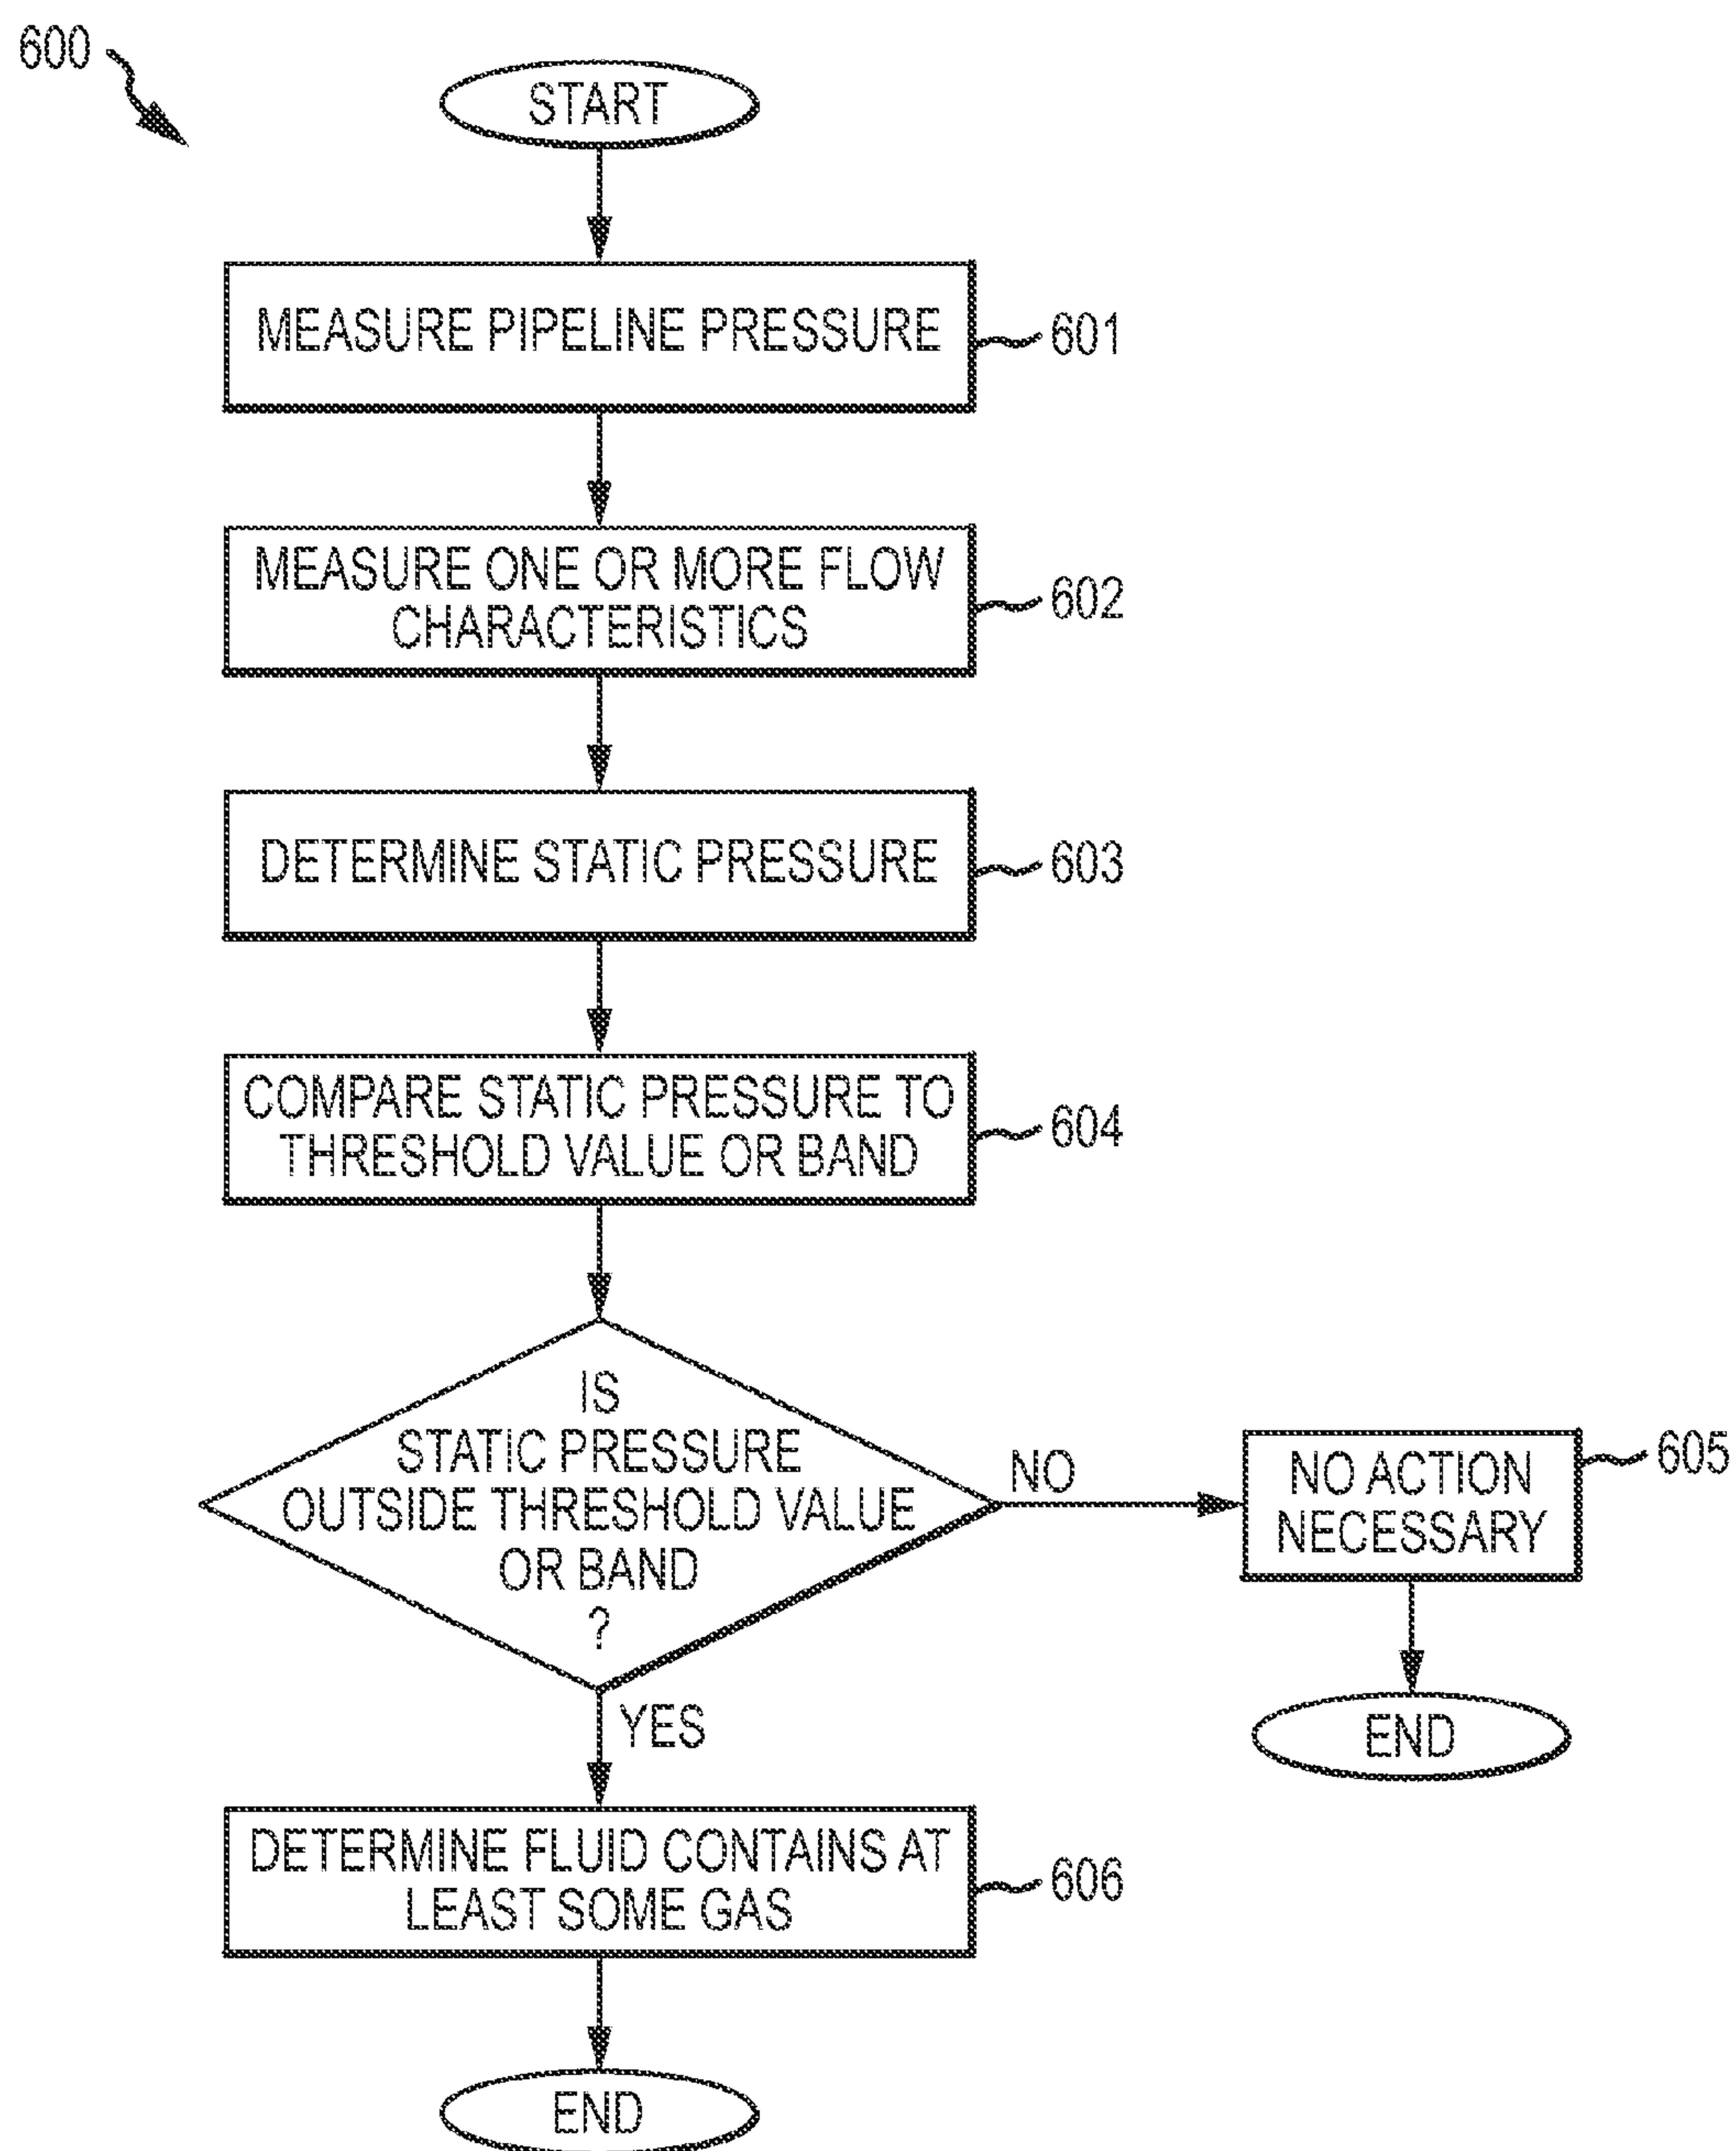 600
START
MEASURE PIPELINE PRESSURE
601
MEASURE ONE OR MORE FLOW
CHARACTERISTICS
602
DETERMINE STATIC PRESSURE
603
COMPARE STATIC PRESSURE TO
THRESHOLD VALUE OR BAND
604
IS
STATIC PRESSURE
OUTSIDE THRESHOLD VALUE
OR BAND
?
NO
NO ACTION
NECESSARY
605
END
YES
DETERMINE FLUID CONTAINS AT
LEAST SOME GAS
606
END